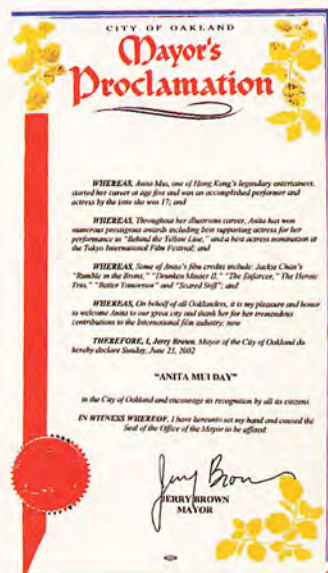 CITY OF OAKLAND
Mayor's
Proclamation
WHEREAS, Anita Mui, one of Hong Kong's legendary entertainers,
started her career at age five and was an accomplished performer and
actress by the time she was 17; and
WHEREAS, Throughout her illustrious career, Anita has won
numerous prestigious awards including best supporting actress for her
performance in "Behind the Yellow Line," and a best actress nomination at
the Tokyo International Film Festival; and
WHEREAS, Some of Anita's film credits include: Jackie Chan's
"Rumble in the Bronx," "Drunken Master II," "The Enforcer," "The Heroic
Trio," "Better Tomorrow" and "Scared Stiff"; and
WHEREAS, On behalf of all Oaklanders, it is my pleasure and honor
to welcome Anita to our great city and thank her for her tremendous
contributions to the International film industry; now
THEREFORE, I, Jerry Brown, Mayor of the City of Oakland do
hereby declare Sunday, June 23, 2002
"ANITA MUI DAY"
in the City of Oakland and encourage its recognition by all its citizens.
IN WITNESS WHEREOF, I have hereunto set my hand and caused the
Seal of the Office of the Mayor to be affixed
Jerry Brown
JERRY BROWN
MAYOR